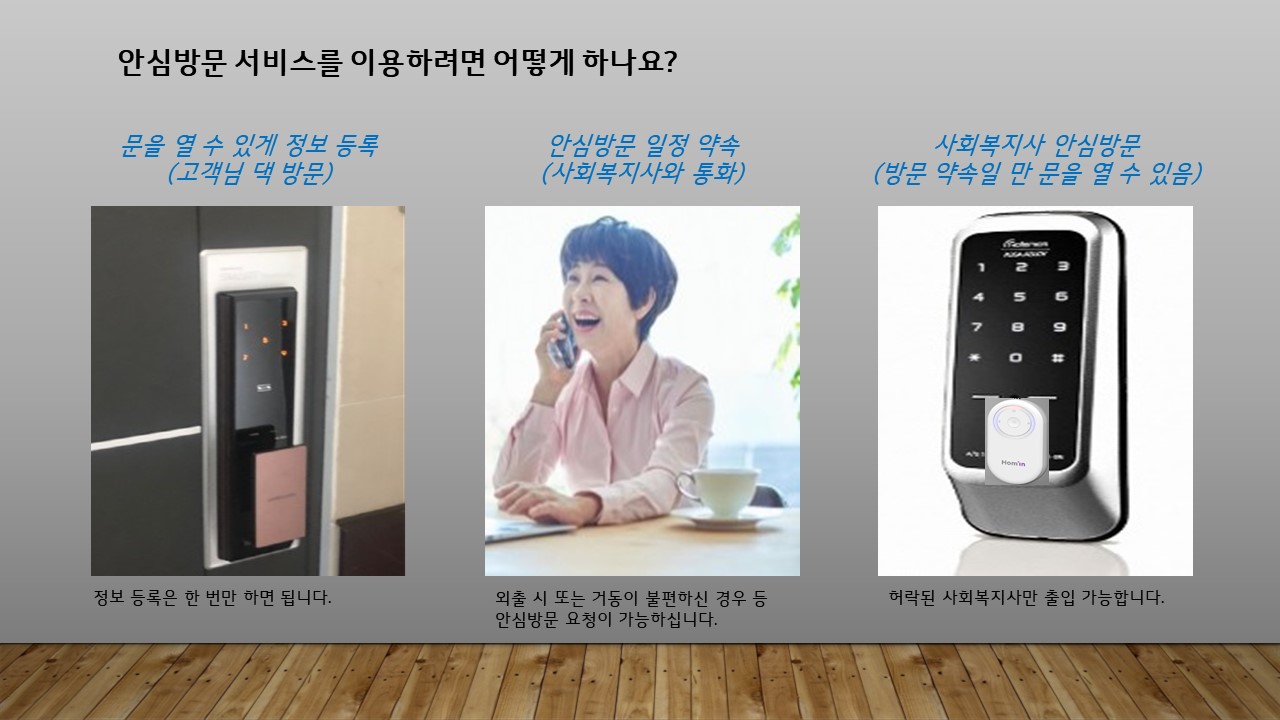 안심방문 서비스를 이용하려면 어떻게 하나요?
문을 열 수 있게 정보 등록
(고객님 댁 방문)
안심방문 일정 약속
(사회복지사와 통화)
사회복지사 안심방문
(방문 약속일 만 문을 열 수 있음)
1 3
5
7
1 2 3
4 5 6
7 8 9
* 0 #
Hom'in
정보 등록은 한 번만 하면 됩니다.
외출 시 또는 거동이 불편하신 경우 등
안심방문 요청이 가능하십니다.
허락된 사회복지사만 출입 가능합니다.